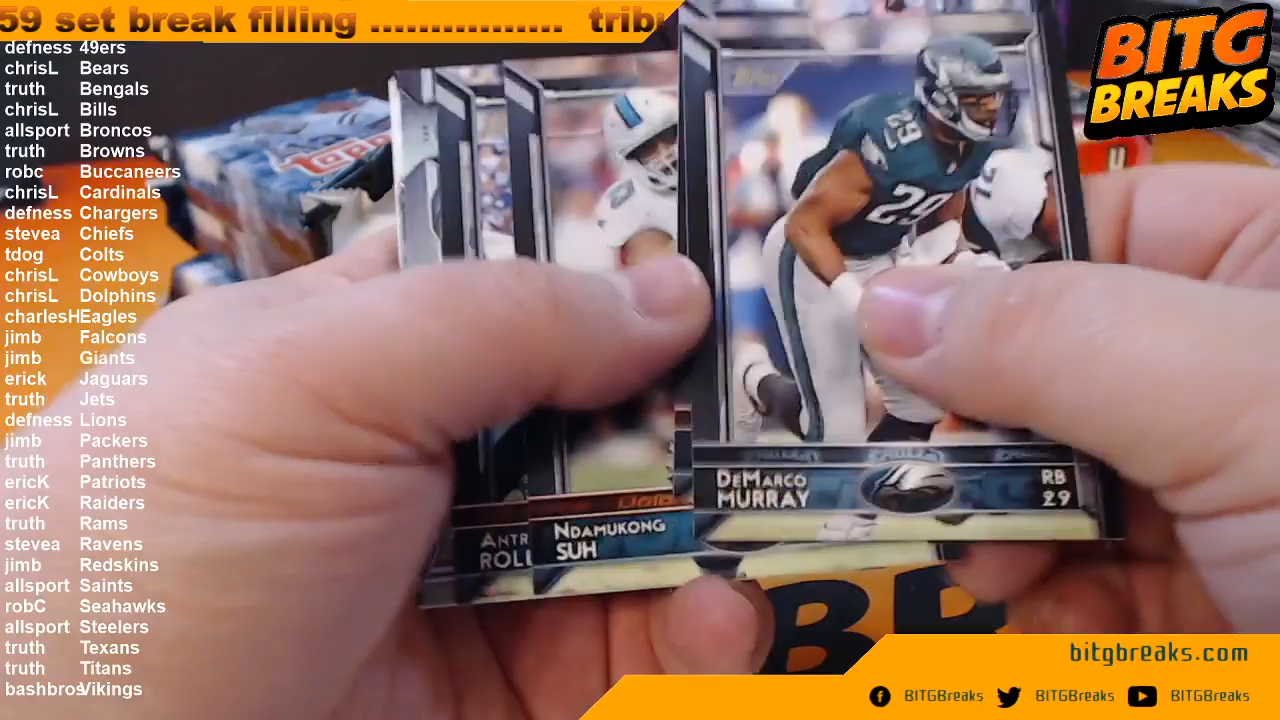 59 set break filling ............... trib
BITG
BREAKS
defness 49ers
chrisL Bears
truth Bengals
chrisL Bills
allsport Broncos
truth Browns
robc Buccaneers
chrisL Cardinals
defness Chargers
stevea Chiefs
tdog Colts
chrisL Cowboys
chrisL Dolphins
charlesH Eagles
jimb Falcons
jimb Giants
erick Jaguars
truth Jets
defness Lions
jimb Packers
truth Panthers
ericK Patriots
ericK Raiders
truth Rams
stevea Ravens
jimb Redskins
allsport Saints
robC Seahawks
allsport Steelers
truth Texans
truth Titans
bashbros Vikings
Topps
29
29
DeMarco
MURRAY
RB
29
Ndamukong
SUH
Antr
ROLL
BR
bitgbreaks.com
BITGBreaks BITGBreaks BITGBreaks